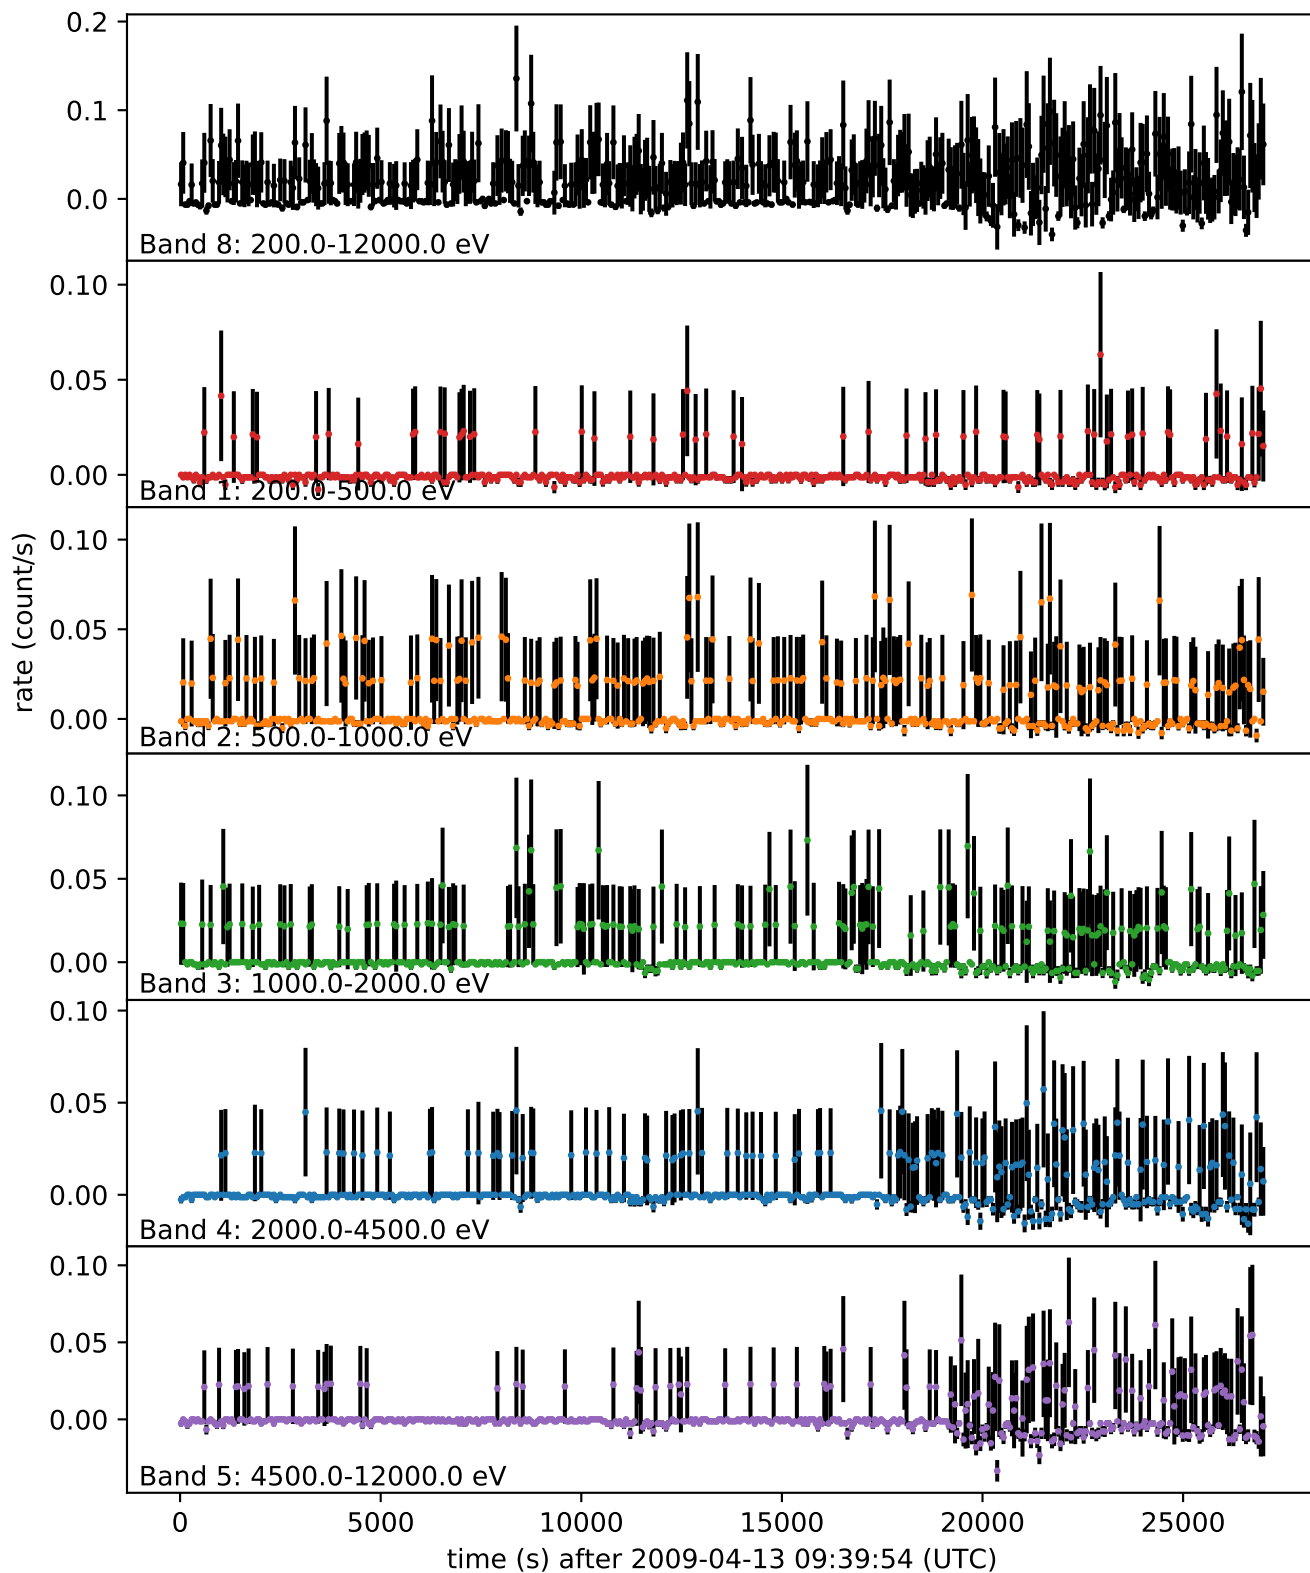 0.2
0.1
0.0
Band 8: 200.0-12000.0 eV
0.10
0.05
0.00
Band 1: 200.0-500.0 eV
rate (count/s)
0.10
0.05
0.00
Band 2: 500.0-1000.0 eV
0.10
0.05
0.00
Band 3: 1000.0-2000.0 eV
0.10
0.05
0.00
Band 4: 2000.0-4500.0 eV
0.10
0.05
0.00
Band 5: 4500.0-12000.0 eV
0 5000 10000 15000 20000 25000
time (s) after 2009-04-13 09:39:54 (UTC)